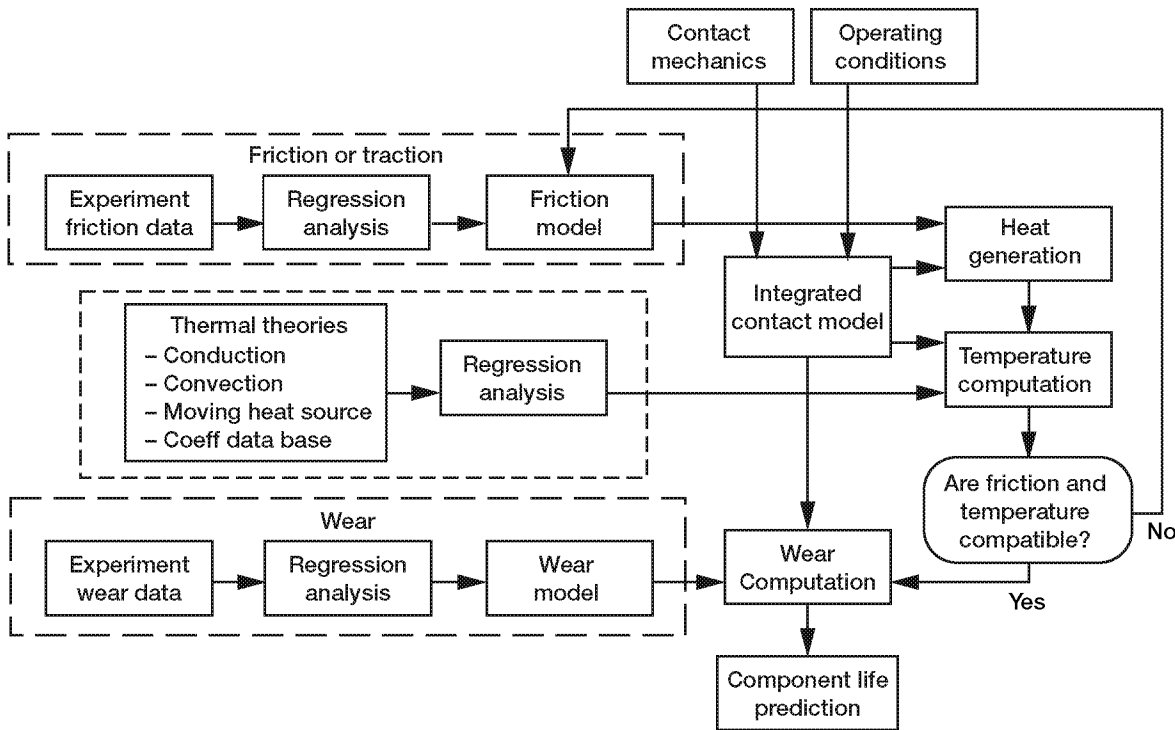 Contact
mechanics
Operating
conditions
Friction or traction
Experiment
friction data
Regression
analysis
Friction
model
Heat
generation
Integrated
contact model
Thermal theories
– Conduction
– Convection
– Moving heat source
– Coeff data base
Regression
analysis
Temperature
computation
Are friction and
temperature
compatible?
No
Yes
Wear
Experiment
wear data
Regression
analysis
Wear
model
Wear
Computation
Component life
prediction